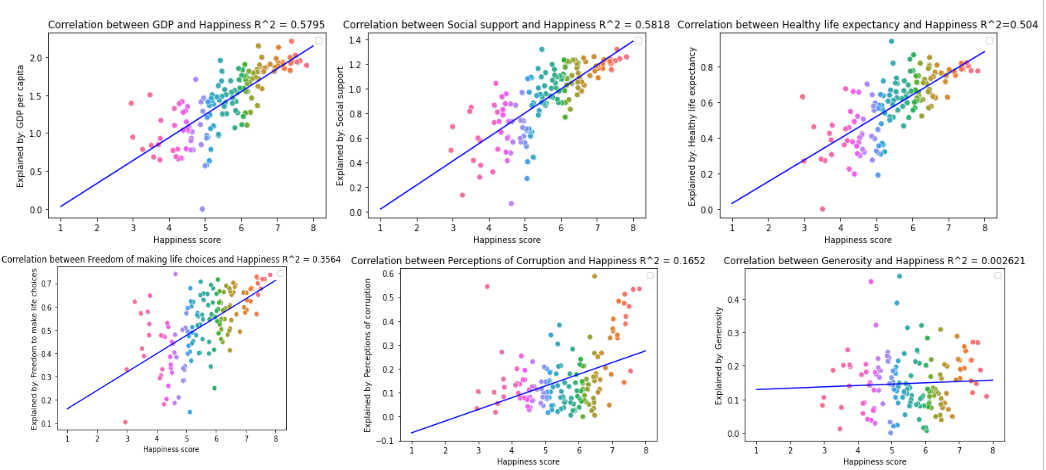 Correlation between GDP and Happiness R^2 = 0.5795
Explained by: GDP per capita
2.0
1.5
1.0
0.5
0.0
1 2 3 4 5 6 7 8
Happiness score
Correlation between Social support and Happiness R^2 = 0.5818
Explained by: Social support
1.4
1.2
1.0
0.8
0.6
0.4
0.2
0.0
1 2 3 4 5 6 7 8
Happiness score
Correlation between Healthy life expectancy and Happiness R^2=0.504
Explained by: Healthy life expectancy
0.8
0.6
0.4
0.2
0.0
1 2 3 4 5 6 7 8
Happiness score
Correlation between Freedom of making life choices and Happiness R^2 = 0.3564
Explained by: Freedom to make life choices
0.7
0.6
0.5
0.4
0.3
0.2
0.1
1 2 3 4 5 6 7 8
Happiness score
Correlation between Perceptions of Corruption and Happiness R^2 = 0.1652
Explained by: Perceptions of corruption
0.6
0.5
0.4
0.3
0.2
0.1
0.0
−0.1
1 2 3 4 5 6 7 8
Happiness score
Correlation between Generosity and Happiness R^2 = 0.002621
Explained by: Generosity
0.4
0.3
0.2
0.1
0.0
1 2 3 4 5 6 7 8
Happiness score